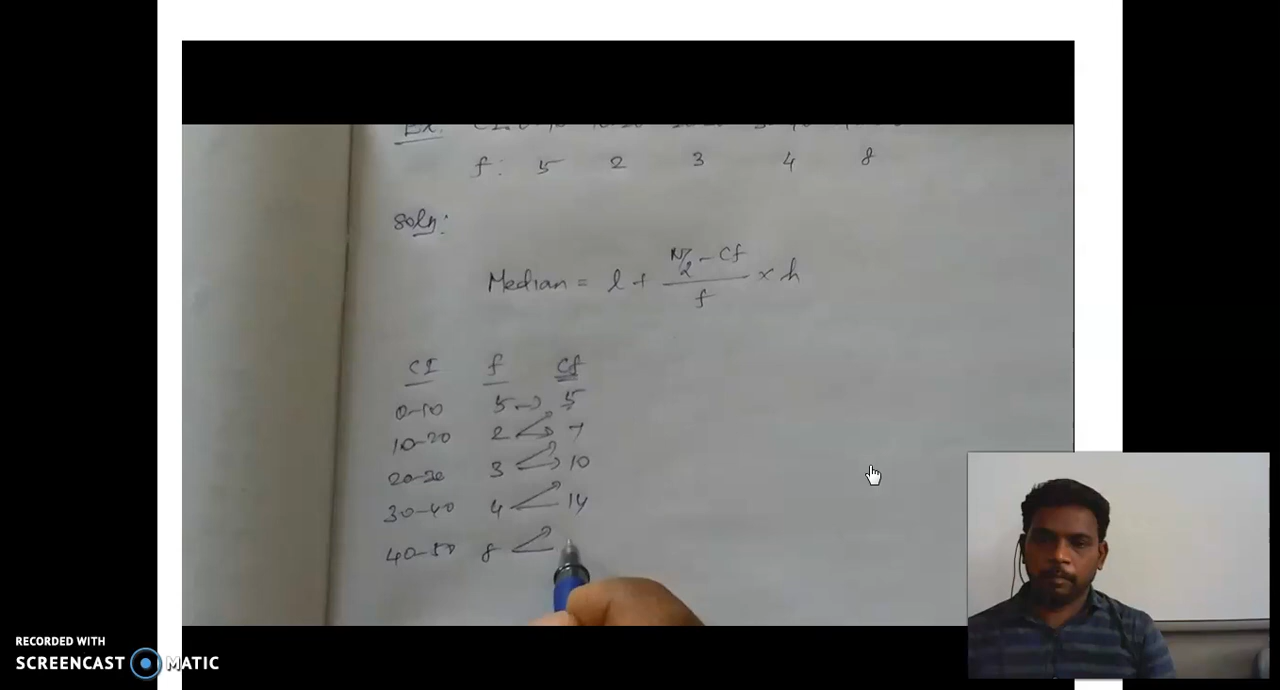 Ex:
f: 5 2 3 4 8
Soln:
Median = l + N/2 - Cf / f × h
CI f Cf
0-10 5 → 5
10-20 2 7
20-30 3 10
30-40 4 14
40-50 8
RECORDED WITH
SCREENCAST MATIC